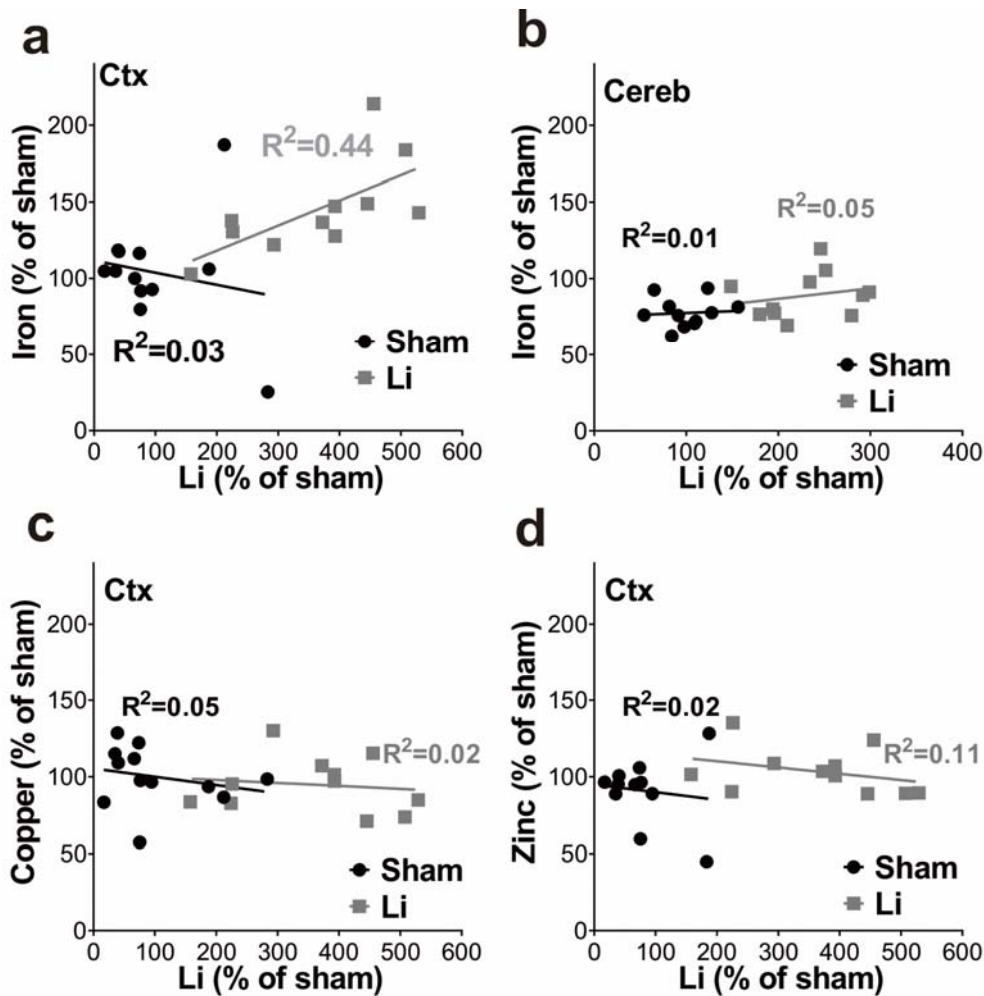 a
Ctx
Iron (% of sham)
200
150
100
50
0
R²=0.44
R²=0.03
Sham
Li
0 100 200 300 400 500 600
Li (% of sham)
b
Cereb
Iron (% of sham)
200
150
100
50
0
R²=0.01
R²=0.05
Sham
Li
0 100 200 300 400
Li (% of sham)
c
Ctx
Copper (% of sham)
200
150
100
50
0
R²=0.05
R²=0.02
Sham
Li
0 100 200 300 400 500 600
Li (% of sham)
d
Ctx
Zinc (% of sham)
200
150
100
50
0
R²=0.02
R²=0.11
Sham
Li
0 100 200 300 400 500 600
Li (% of sham)